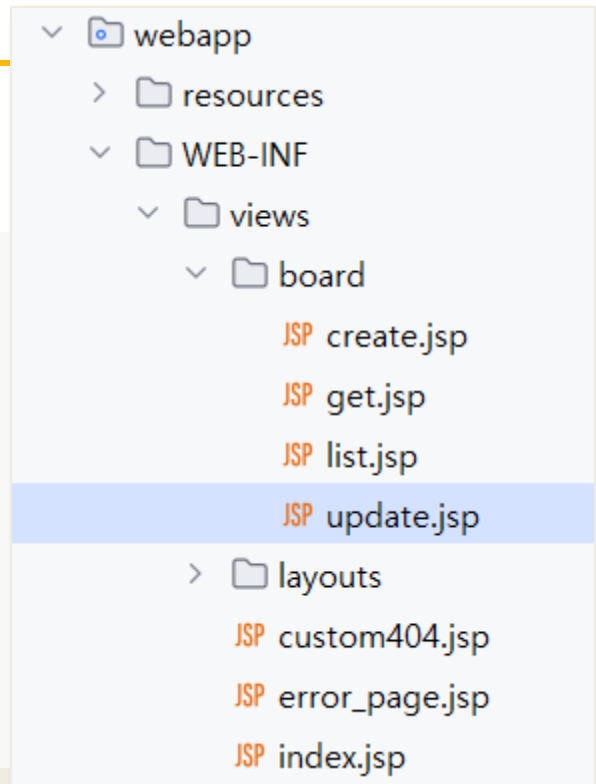 webapp
resources
WEB-INF
views
board
JSP create.jsp
JSP get.jsp
JSP list.jsp
JSP update.jsp
layouts
JSP custom404.jsp
JSP error_page.jsp
JSP index.jsp